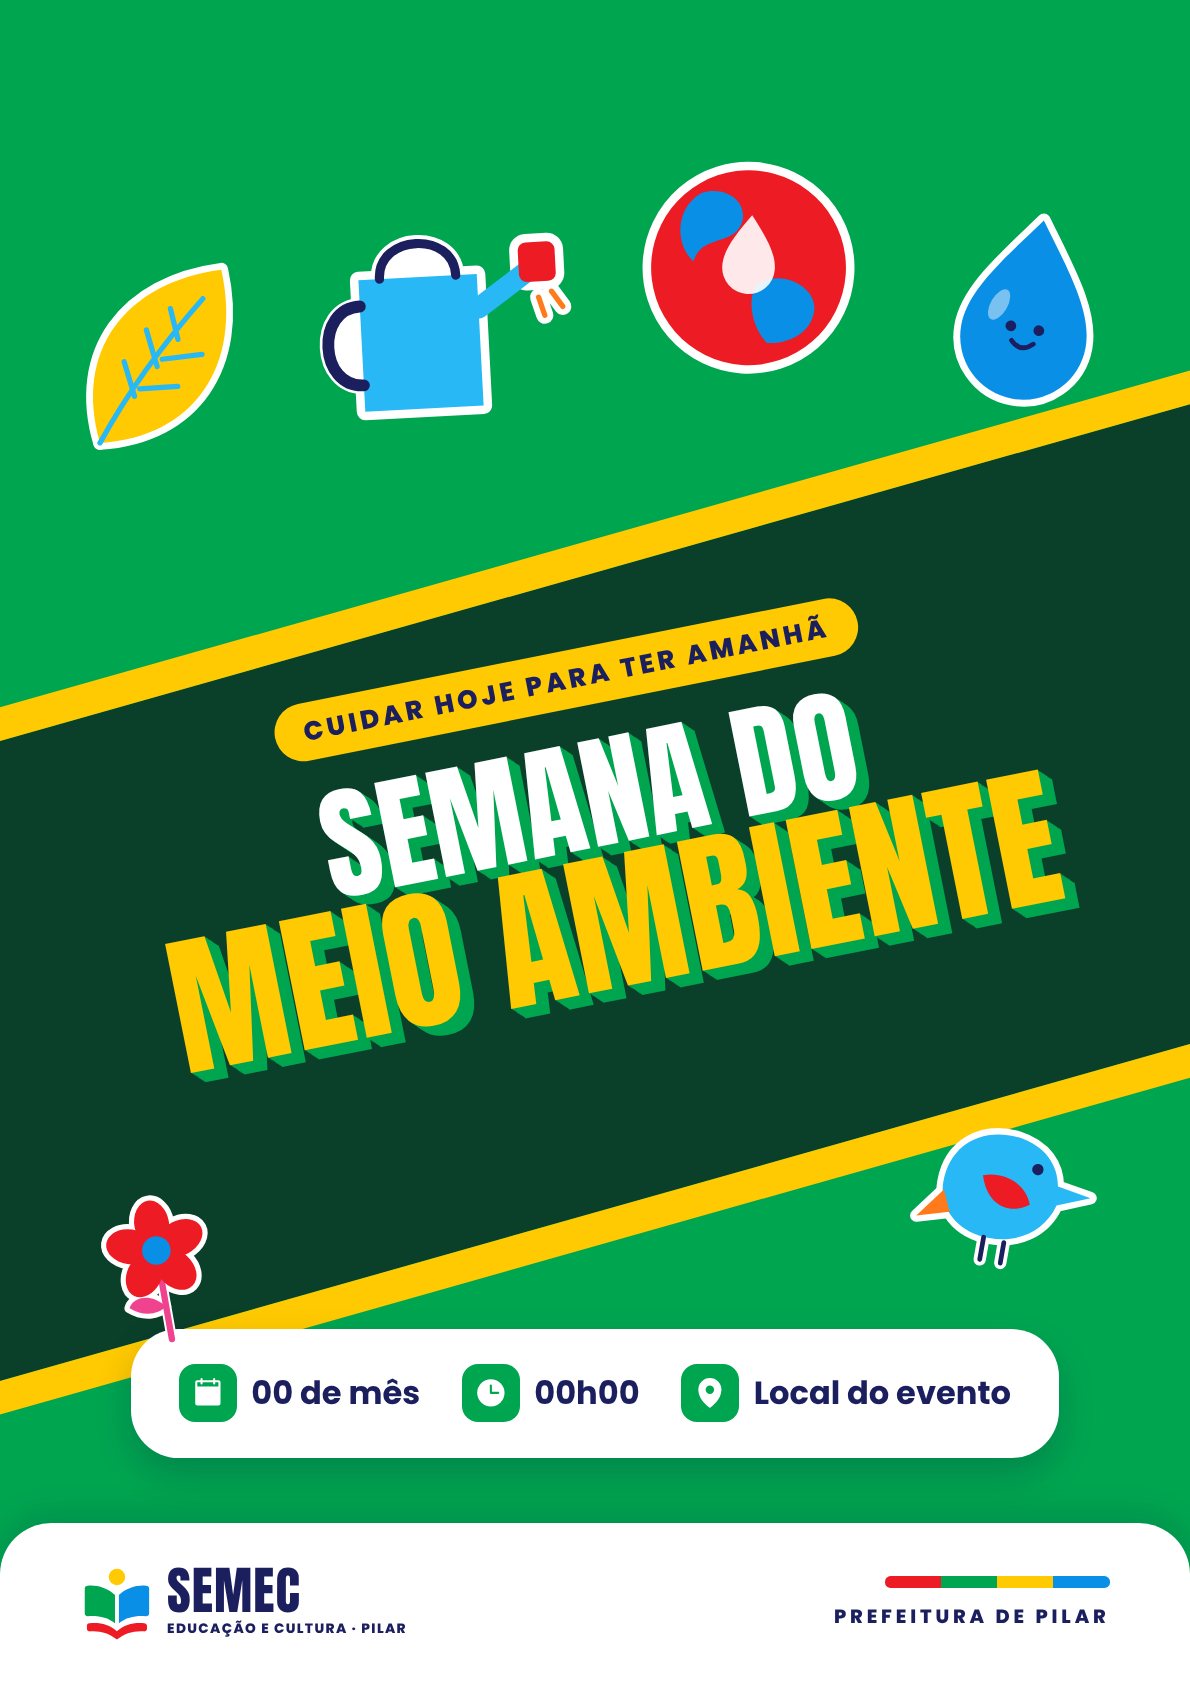 CUIDAR HOJE PARA TER AMANHÃ
SEMANA DO
MEIO AMBIENTE
00 de mês
00h00
Local do evento
SEMEC
EDUCAÇÃO E CULTURA · PILAR
PREFEITURA DE PILAR